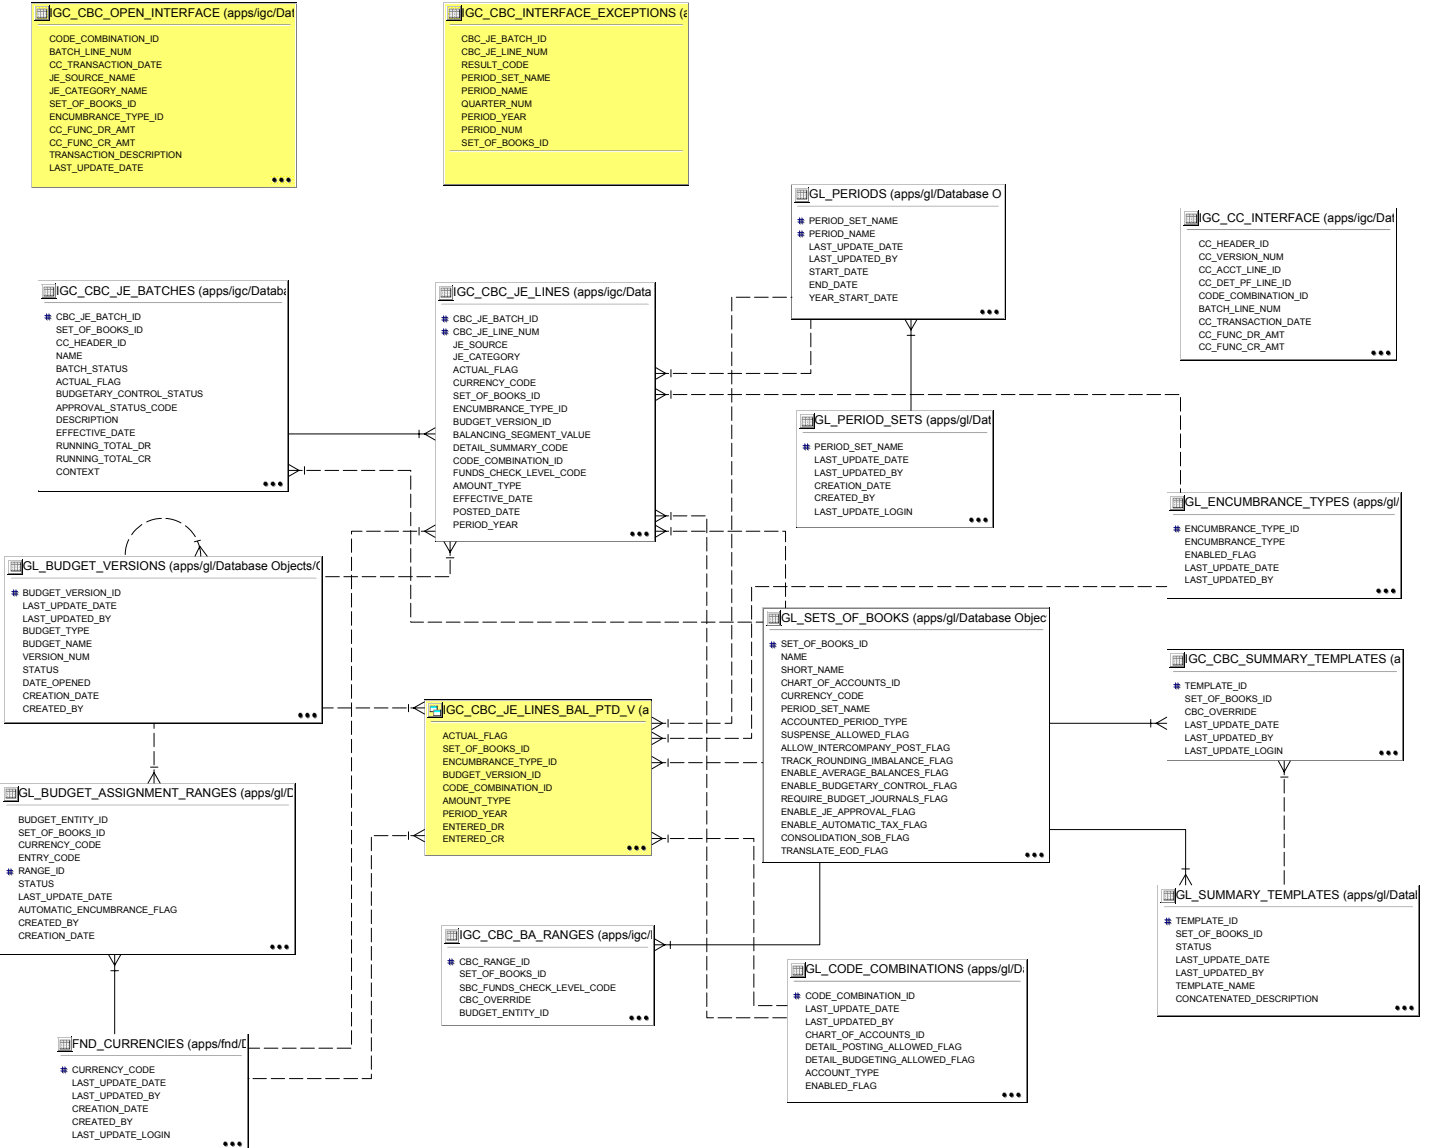 IGC_CBC_OPEN_INTERFACE (apps/igc/Dat
CODE_COMBINATION_ID
BATCH_LINE_NUM
CC_TRANSACTION_DATE
JE_SOURCE_NAME
JE_CATEGORY_NAME
SET_OF_BOOKS_ID
ENCUMBRANCE_TYPE_ID
CC_FUNC_DR_AMT
CC_FUNC_CR_AMT
TRANSACTION_DESCRIPTION
LAST_UPDATE_DATE
IGC_CBC_INTERFACE_EXCEPTIONS (a
CBC_JE_BATCH_ID
CBC_JE_LINE_NUM
RESULT_CODE
PERIOD_SET_NAME
PERIOD_NAME
QUARTER_NUM
PERIOD_YEAR
PERIOD_NUM
SET_OF_BOOKS_ID
GL_PERIODS (apps/gl/Database O
# PERIOD_SET_NAME
# PERIOD_NAME
LAST_UPDATE_DATE
LAST_UPDATED_BY
START_DATE
END_DATE
YEAR_START_DATE
IGC_CC_INTERFACE (apps/igc/Dat
CC_HEADER_ID
CC_VERSION_NUM
CC_ACCT_LINE_ID
CC_DET_PF_LINE_ID
CODE_COMBINATION_ID
BATCH_LINE_NUM
CC_TRANSACTION_DATE
CC_FUNC_DR_AMT
CC_FUNC_CR_AMT
IGC_CBC_JE_BATCHES (apps/igc/Databa
# CBC_JE_BATCH_ID
SET_OF_BOOKS_ID
CC_HEADER_ID
NAME
BATCH_STATUS
ACTUAL_FLAG
BUDGETARY_CONTROL_STATUS
APPROVAL_STATUS_CODE
DESCRIPTION
EFFECTIVE_DATE
RUNNING_TOTAL_DR
RUNNING_TOTAL_CR
CONTEXT
IGC_CBC_JE_LINES (apps/igc/Data
# CBC_JE_BATCH_ID
# CBC_JE_LINE_NUM
JE_SOURCE
JE_CATEGORY
ACTUAL_FLAG
CURRENCY_CODE
SET_OF_BOOKS_ID
ENCUMBRANCE_TYPE_ID
BUDGET_VERSION_ID
BALANCING_SEGMENT_VALUE
DETAIL_SUMMARY_CODE
CODE_COMBINATION_ID
FUNDS_CHECK_LEVEL_CODE
AMOUNT_TYPE
EFFECTIVE_DATE
POSTED_DATE
PERIOD_YEAR
GL_PERIOD_SETS (apps/gl/Dat
# PERIOD_SET_NAME
LAST_UPDATE_DATE
LAST_UPDATED_BY
CREATION_DATE
CREATED_BY
LAST_UPDATE_LOGIN
GL_ENCUMBRANCE_TYPES (apps/gl/
# ENCUMBRANCE_TYPE_ID
ENCUMBRANCE_TYPE
ENABLED_FLAG
LAST_UPDATE_DATE
LAST_UPDATED_BY
GL_BUDGET_VERSIONS (apps/gl/Database Objects/
# BUDGET_VERSION_ID
LAST_UPDATE_DATE
LAST_UPDATED_BY
BUDGET_TYPE
BUDGET_NAME
VERSION_NUM
STATUS
DATE_OPENED
CREATION_DATE
CREATED_BY
GL_SETS_OF_BOOKS (apps/gl/Database Objec
# SET_OF_BOOKS_ID
NAME
SHORT_NAME
CHART_OF_ACCOUNTS_ID
CURRENCY_CODE
PERIOD_SET_NAME
ACCOUNTED_PERIOD_TYPE
SUSPENSE_ALLOWED_FLAG
ALLOW_INTERCOMPANY_POST_FLAG
TRACK_ROUNDING_IMBALANCE_FLAG
ENABLE_AVERAGE_BALANCES_FLAG
ENABLE_BUDGETARY_CONTROL_FLAG
REQUIRE_BUDGET_JOURNALS_FLAG
ENABLE_JE_APPROVAL_FLAG
ENABLE_AUTOMATIC_TAX_FLAG
CONSOLIDATION_SOB_FLAG
TRANSLATE_EOD_FLAG
IGC_CBC_SUMMARY_TEMPLATES (a
# TEMPLATE_ID
SET_OF_BOOKS_ID
CBC_OVERRIDE
LAST_UPDATE_DATE
LAST_UPDATED_BY
LAST_UPDATE_LOGIN
IGC_CBC_JE_LINES_BAL_PTD_V (a
ACTUAL_FLAG
SET_OF_BOOKS_ID
ENCUMBRANCE_TYPE_ID
BUDGET_VERSION_ID
CODE_COMBINATION_ID
AMOUNT_TYPE
PERIOD_YEAR
ENTERED_DR
ENTERED_CR
GL_BUDGET_ASSIGNMENT_RANGES (apps/gl/D
BUDGET_ENTITY_ID
SET_OF_BOOKS_ID
CURRENCY_CODE
ENTRY_CODE
# RANGE_ID
STATUS
LAST_UPDATE_DATE
AUTOMATIC_ENCUMBRANCE_FLAG
CREATED_BY
CREATION_DATE
GL_SUMMARY_TEMPLATES (apps/gl/Datal
# TEMPLATE_ID
SET_OF_BOOKS_ID
STATUS
LAST_UPDATE_DATE
LAST_UPDATED_BY
TEMPLATE_NAME
CONCATENATED_DESCRIPTION
IGC_CBC_BA_RANGES (apps/igc/
# CBC_RANGE_ID
SET_OF_BOOKS_ID
SBC_FUNDS_CHECK_LEVEL_CODE
CBC_OVERRIDE
BUDGET_ENTITY_ID
GL_CODE_COMBINATIONS (apps/gl/D
# CODE_COMBINATION_ID
LAST_UPDATE_DATE
LAST_UPDATED_BY
CHART_OF_ACCOUNTS_ID
DETAIL_POSTING_ALLOWED_FLAG
DETAIL_BUDGETING_ALLOWED_FLAG
ACCOUNT_TYPE
ENABLED_FLAG
FND_CURRENCIES (apps/fnd/D
# CURRENCY_CODE
LAST_UPDATE_DATE
LAST_UPDATED_BY
CREATION_DATE
CREATED_BY
LAST_UPDATE_LOGIN